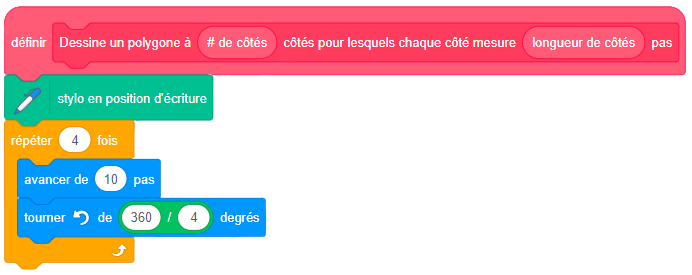 définir Dessine un polygone à # de côtés côtés pour lesquels chaque côté mesure longueur de côtés pas
stylo en position d'écriture
répéter 4 fois
avancer de 10 pas
tourner de 360 / 4 degrés